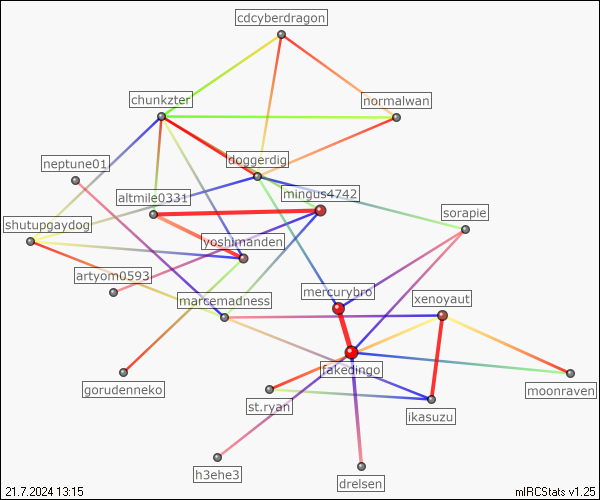 cdcyberdragon
chunkzter
normalwan
doggerdig
neptune01
mingus4742
altmile0331
sorapie
shutupgaydog
yoshimanden
artyom0593
mercurybro
marcemadness
xenoyaut
fakedingo
gorudenneko
moonraven
st.ryan
ikasuzu
h3ehe3
drelsen
21.7.2024 13:15
mIRCStats v1.25